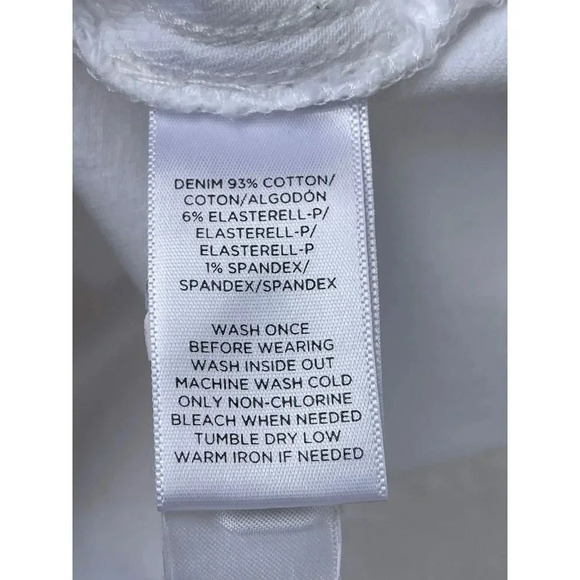 DENIM 93% COTTON/
COTON/ALGODÓN
6% ELASTERELL-P/
ELASTERELL-P/
ELASTERELL-P
1% SPANDEX/
SPANDEX/SPANDEX
WASH ONCE
BEFORE WEARING
WASH INSIDE OUT
MACHINE WASH COLD
ONLY NON-CHLORINE
BLEACH WHEN NEEDED
TUMBLE DRY LOW
WARM IRON IF NEEDED